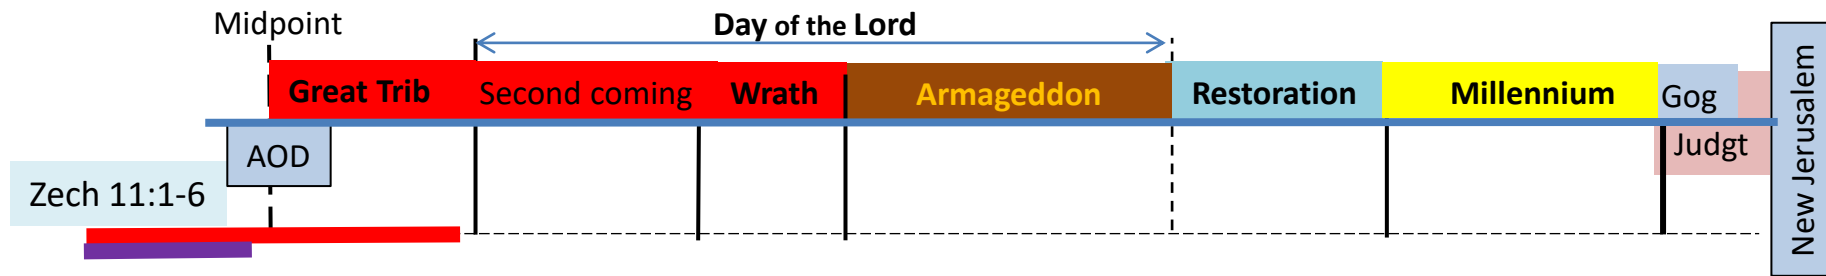 Midpoint
Day of the Lord
Great Trib
Second coming
Wrath
Armageddon
Restoration
Millennium
Gog
AOD
Judgt
Zech 11:1-6
New Jerusalem